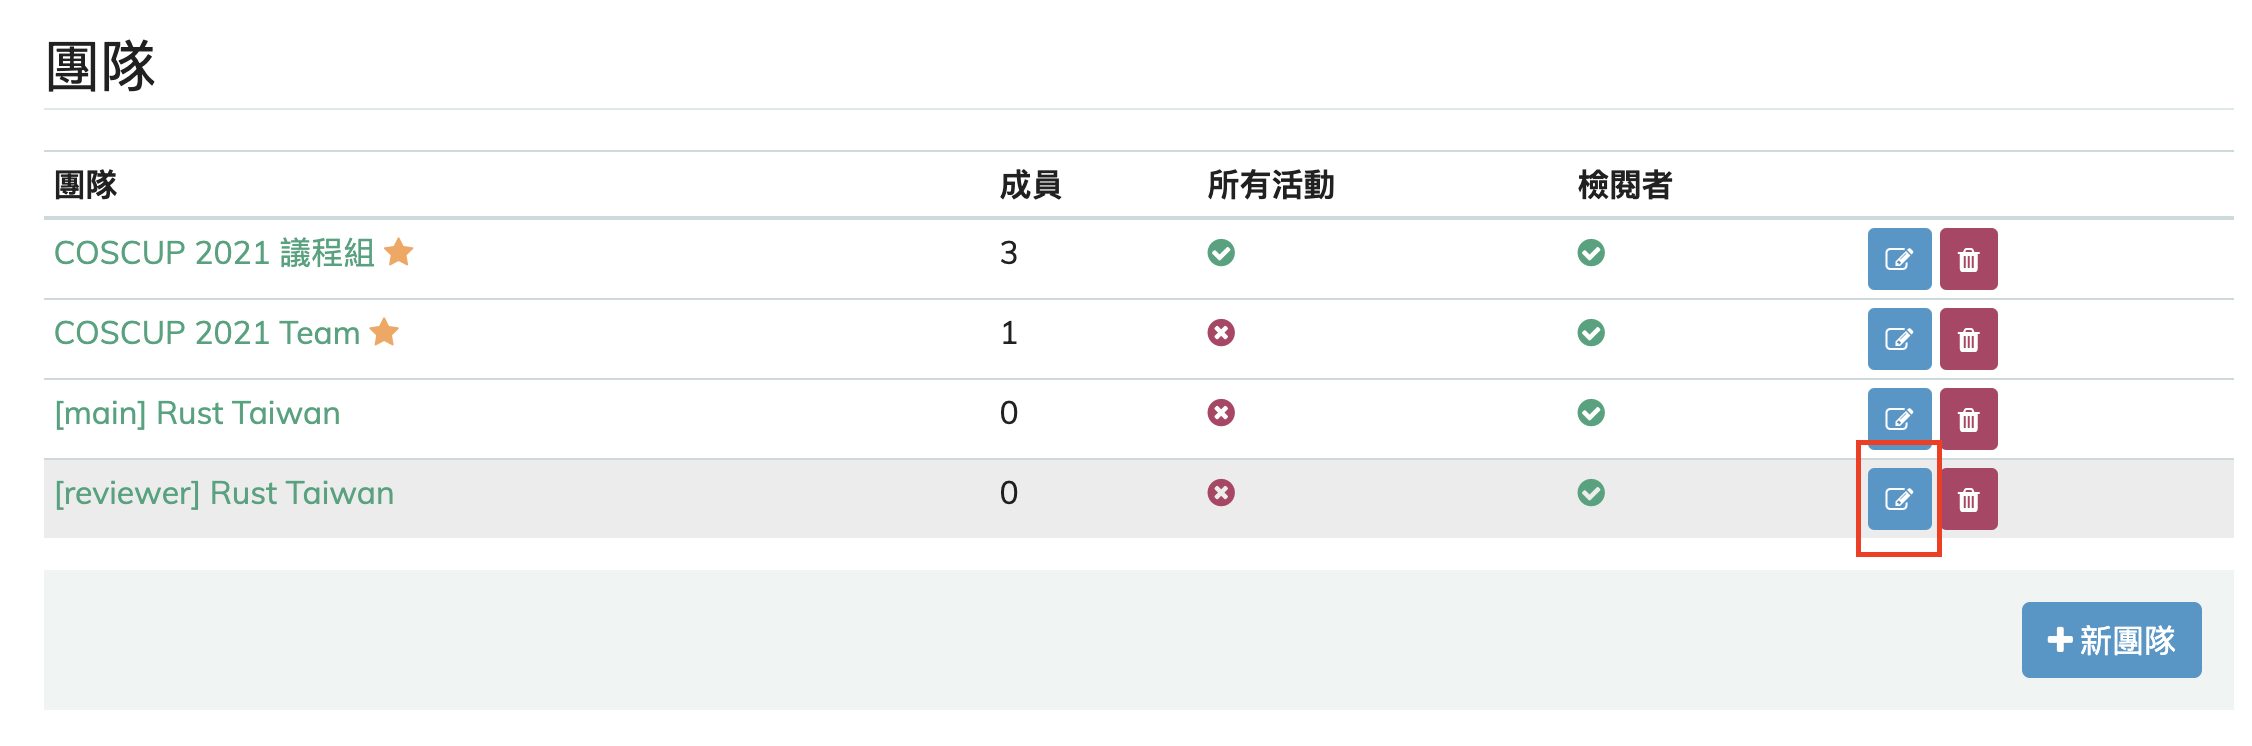 團隊
團隊 成員 所有活動 檢閱者
COSCUP 2021 議程組 3
COSCUP 2021 Team 1
[main] Rust Taiwan 0
[reviewer] Rust Taiwan 0
新團隊